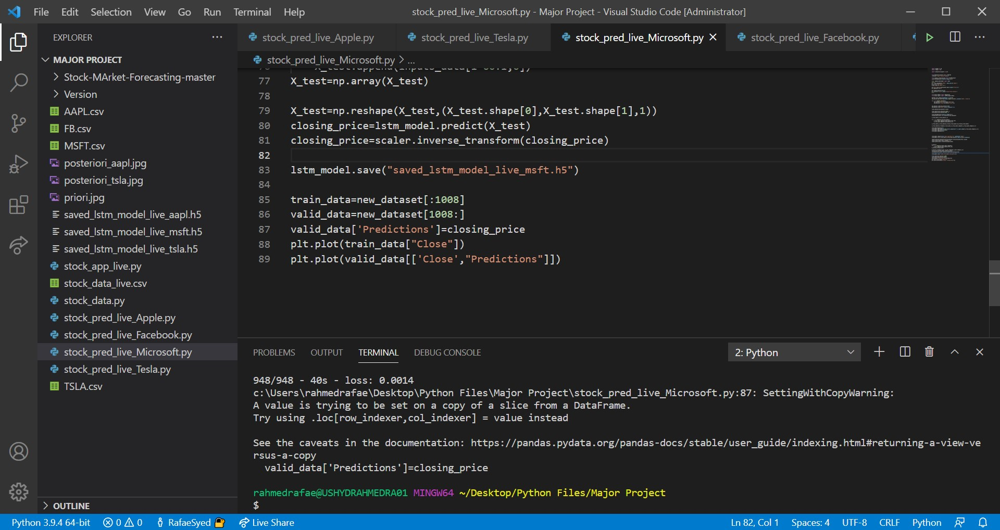 File Edit Selection View Go Run Terminal Help
stock_pred_live_Microsoft.py - Major Project - Visual Studio Code [Administrator]
EXPLORER
MAJOR PROJECT
Stock-MArket-Forecasting-master
Version
AAPL.csv
FB.csv
MSFT.csv
posteriori_aapl.jpg
posteriori_tsla.jpg
priori.jpg
saved_lstm_model_live_aapl.h5
saved_lstm_model_live_msft.h5
saved_lstm_model_live_tsla.h5
stock_app_live.py
stock_data_live.csv
stock_data.py
stock_pred_live_Apple.py
stock_pred_live_Facebook.py
stock_pred_live_Microsoft.py
stock_pred_live_Tesla.py
TSLA.csv
OUTLINE
stock_pred_live_Apple.py stock_pred_live_Tesla.py stock_pred_live_Microsoft.py stock_pred_live_Facebook.py
stock_pred_live_Microsoft.py > ...
77 X_test=np.array(X_test)
78
79 X_test=np.reshape(X_test,(X_test.shape[0],X_test.shape[1],1))
80 closing_price=lstm_model.predict(X_test)
81 closing_price=scaler.inverse_transform(closing_price)
82
83 lstm_model.save("saved_lstm_model_live_msft.h5")
84
85 train_data=new_dataset[:1008]
86 valid_data=new_dataset[1008:]
87 valid_data['Predictions']=closing_price
88 plt.plot(train_data["Close"])
89 plt.plot(valid_data[['Close',"Predictions"]])
PROBLEMS OUTPUT TERMINAL DEBUG CONSOLE
2: Python
948/948 - 40s - loss: 0.0014
c:\Users\rahmedrafae\Desktop\Python Files\Major Project\stock_pred_live_Microsoft.py:87: SettingWithCopyWarning:
A value is trying to be set on a copy of a slice from a DataFrame.
Try using .loc[row_indexer,col_indexer] = value instead
See the caveats in the documentation: https://pandas.pydata.org/pandas-docs/stable/user_guide/indexing.html#returning-a-view-ve
rsus-a-copy
valid_data['Predictions']=closing_price
rahmedrafae@USHYDRAHMEDRA01 MINGW64 ~/Desktop/Python Files/Major Project
$
Python 3.9.4 64-bit 0 0 RafaeSyed Live Share
Ln 82, Col 1 Spaces: 4 UTF-8 CRLF Python